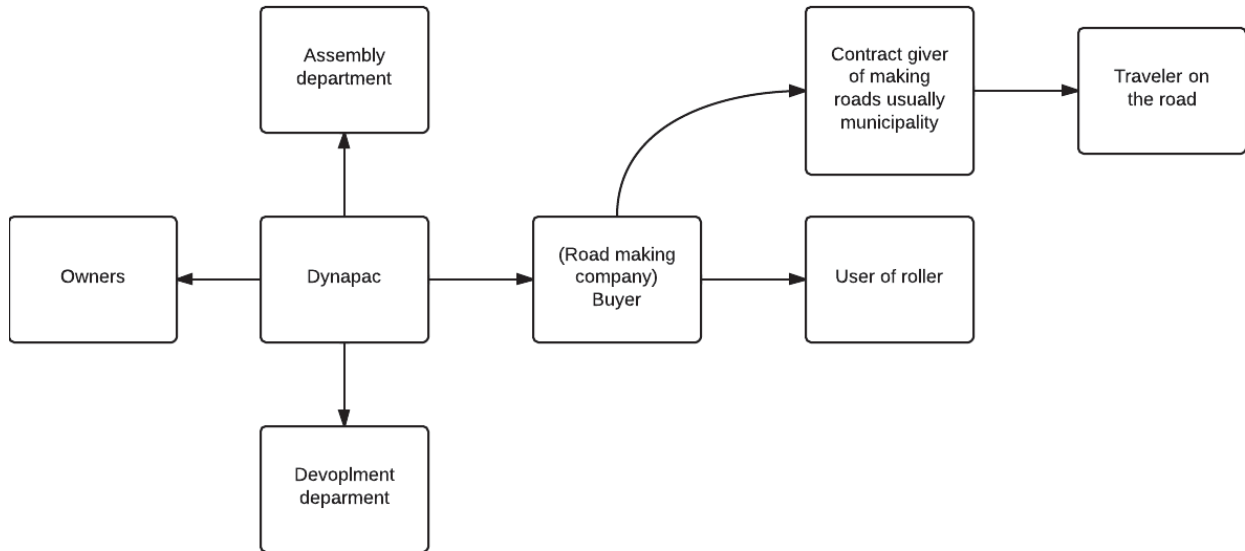 Assembly
department
Contract giver
of making
roads usually
municipality
Traveler on
the road
Owners
Dynapac
(Road making
company)
Buyer
User of roller
Devoplment
deparment